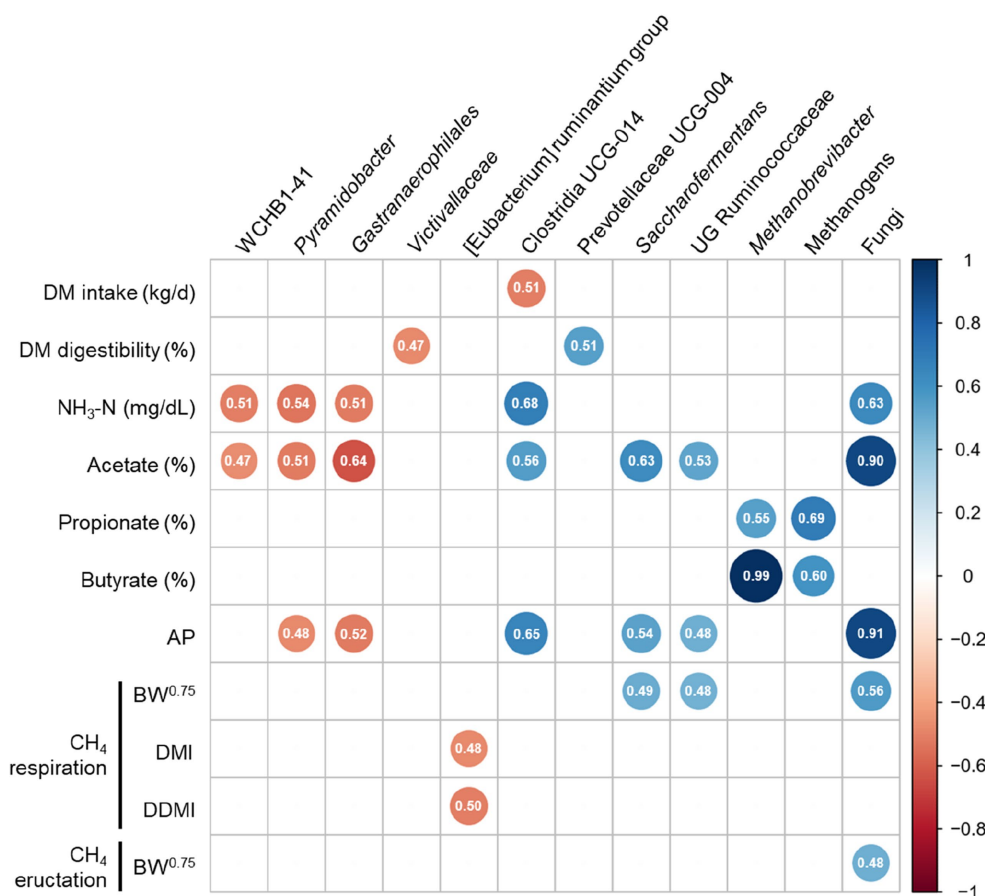 WCHB1-41
Pyramidobacter
Gastranaerophilales
Victivallaceae
[Eubacterium] ruminantium group
Clostridia UCG-014
Prevotellaceae UCG-004
Saccrofermentans
UG Ruminococcaceae
Methanobrevibacter
Methanogens
Fungi
DM intake (kg/d) 0.51
DM digestibility (%) 0.47 0.51
NH₃-N (mg/dL) 0.51 0.54 0.51 0.68 0.63
Acetate (%) 0.47 0.51 0.64 0.56 0.63 0.53 0.90
Propionate (%) 0.55 0.69
Butyrate (%) 0.99 0.60
AP 0.48 0.52 0.65 0.54 0.48 0.91
CH₄
respiration
BW⁰·⁷⁵ 0.49 0.48 0.56
DMI 0.48
DDMI 0.50
CH₄
eructation
BW⁰·⁷⁵ 0.48
1
0.8
0.6
0.4
0.2
0
−0.2
−0.4
−0.6
−0.8
−1